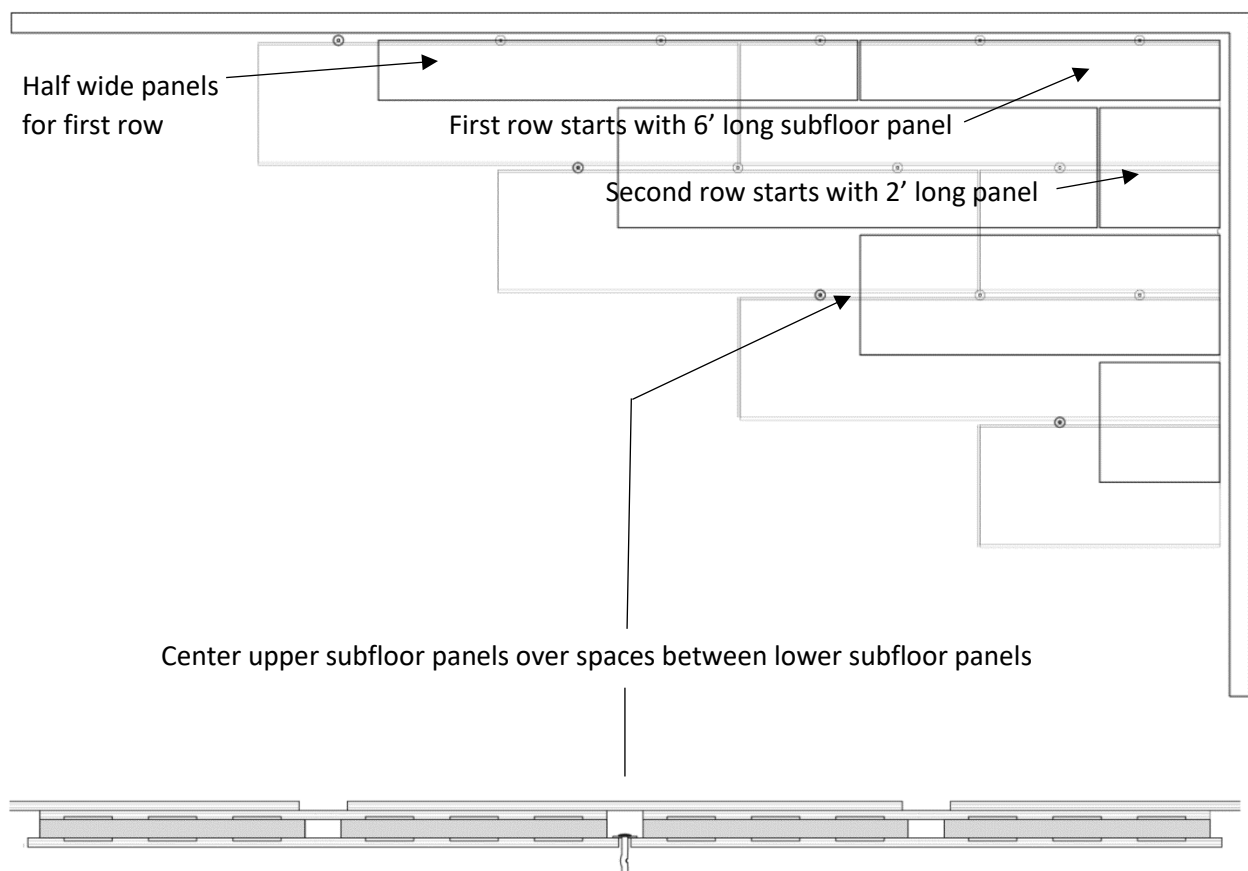 Half wide panels
for first row
First row starts with 6’ long subfloor panel
Second row starts with 2’ long panel
Center upper subfloor panels over spaces between lower subfloor panels